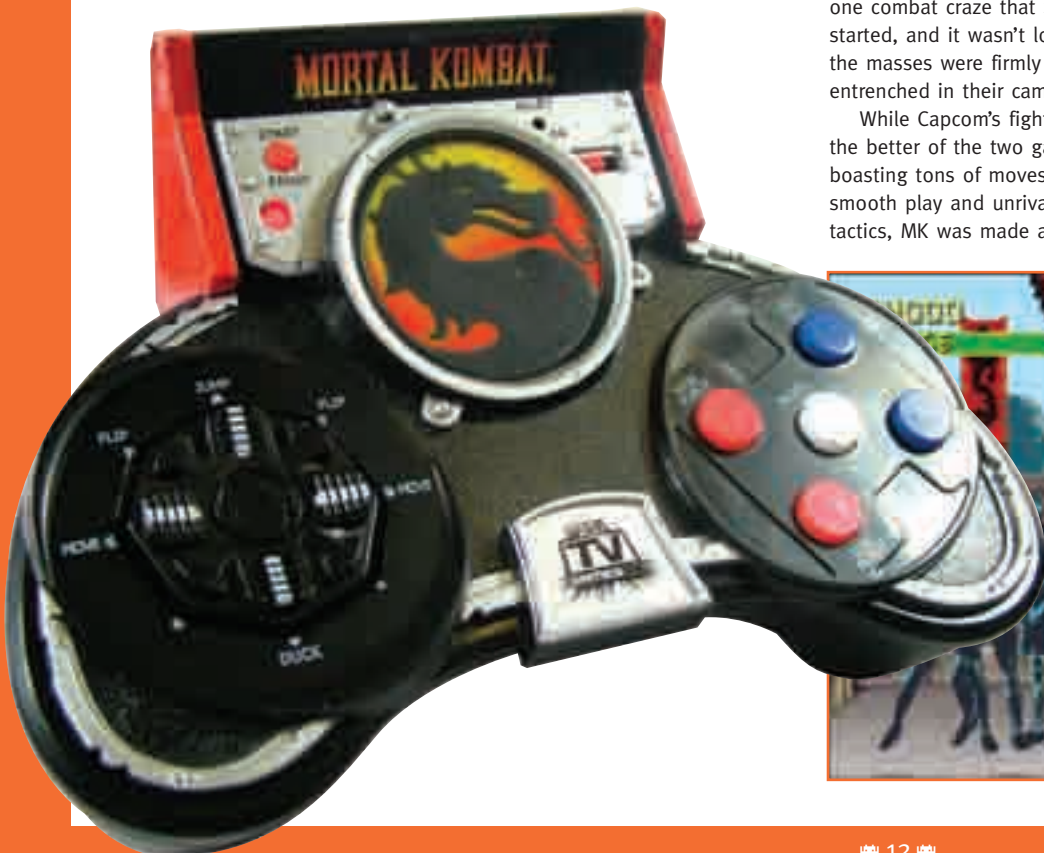 one combat craze that
started, and it wasn't lo
the masses were firmly
entrenched in their cam
While Capcom's fight
the better of the two ga
boasting tons of moves
smooth play and unriva
tactics, MK was made a
MORTAL KOMBAT
START
JUMP
FLIP
FLIP
MOVE
MOVE
DUCK
TV
12